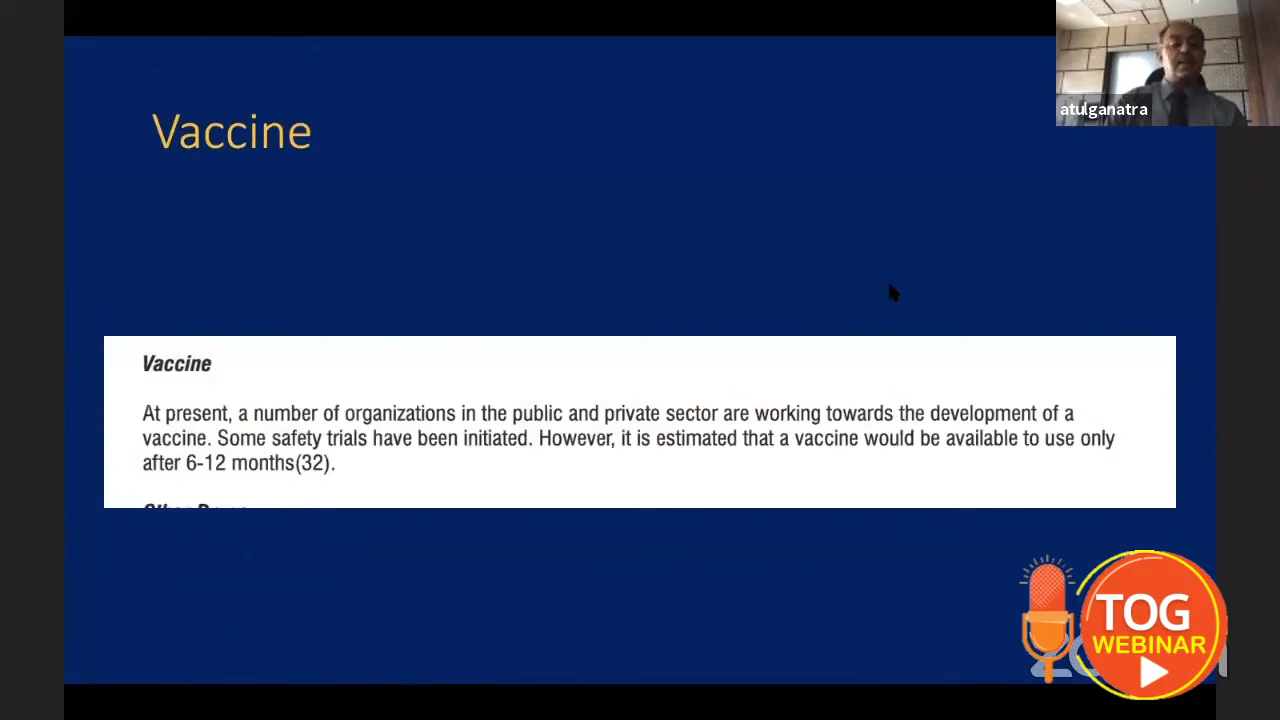 atulganatra
Vaccine
Vaccine
At present, a number of organizations in the public and private sector are working towards the development of a
vaccine. Some safety trials have been initiated. However, it is estimated that a vaccine would be available to use only
after 6-12 months(32).
TOG
WEBINAR